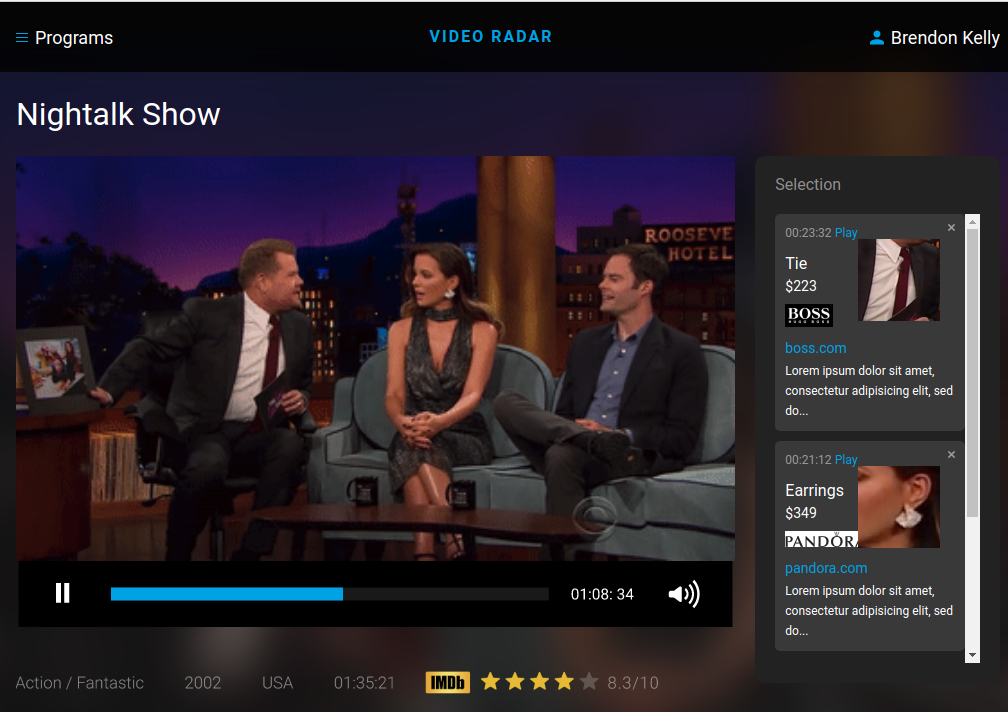 Programs
VIDEO RADAR
Brendon Kelly
Nightalk Show
ROOSEVE
HOTEL
Selection
00:23:32 Play
×
Tie
$223
BOSS
HUGO BOSS
boss.com
Lorem ipsum dolor sit amet,
consectetur adipisicing elit, sed
do...
00:21:12 Play
×
Earrings
$349
PANDÖRA
pandora.com
Lorem ipsum dolor sit amet,
consectetur adipisicing elit, sed
do...
01:08: 34
Action / Fantastic
2002
USA
01:35:21
IMDb
8.3/10